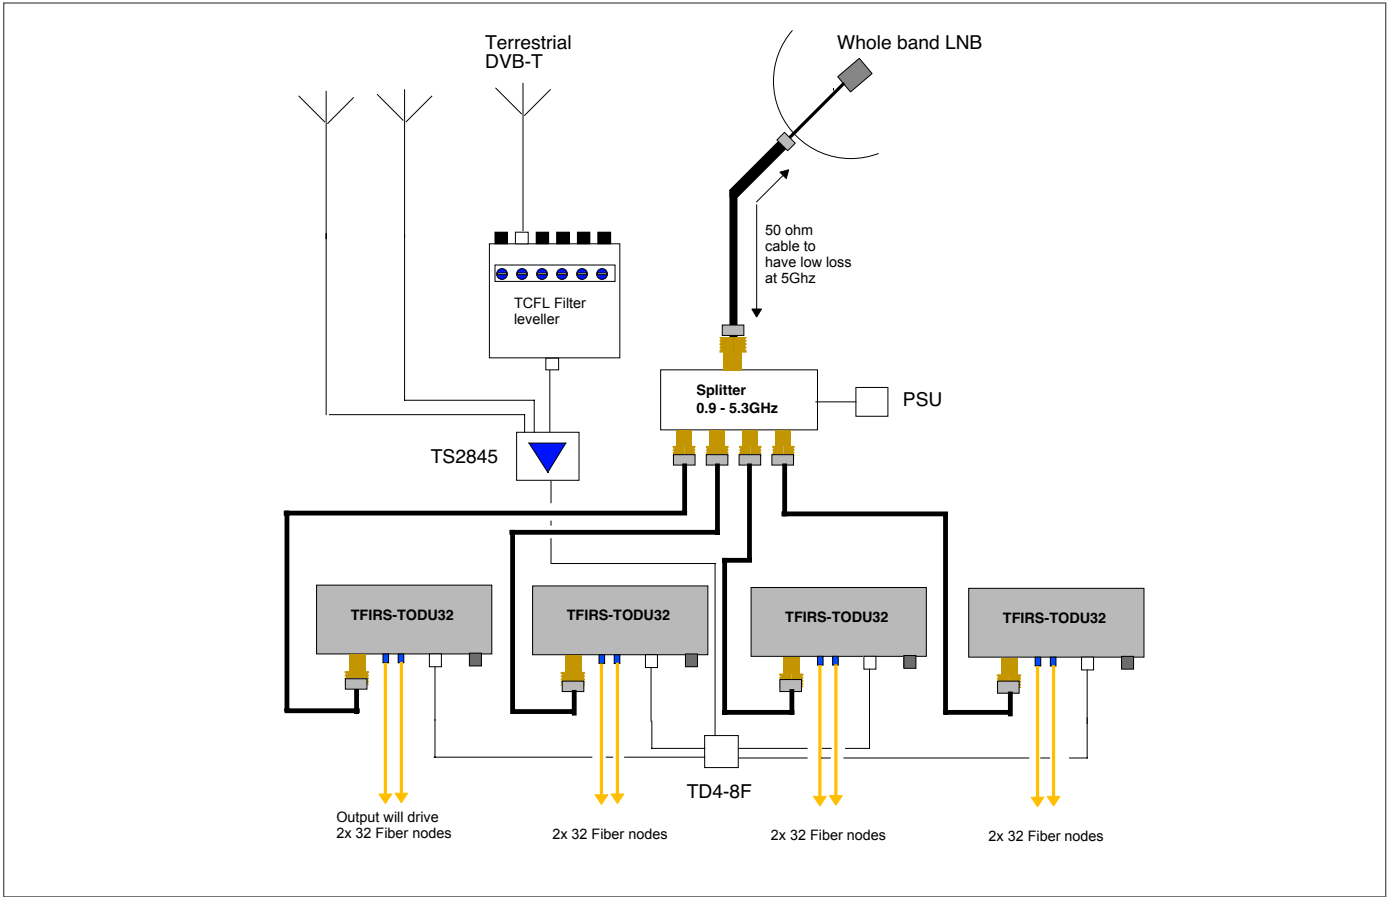 Terrestrial
DVB-T
Whole band LNB
50 ohm
cable to
have low loss
at 5Ghz
TCFL Filter
leveller
Splitter
0.9 - 5.3GHz
PSU
TS2845
TFIRS-TODU32
TFIRS-TODU32
TFIRS-TODU32
TFIRS-TODU32
TD4-8F
Output will drive
2x 32 Fiber nodes
2x 32 Fiber nodes
2x 32 Fiber nodes
2x 32 Fiber nodes